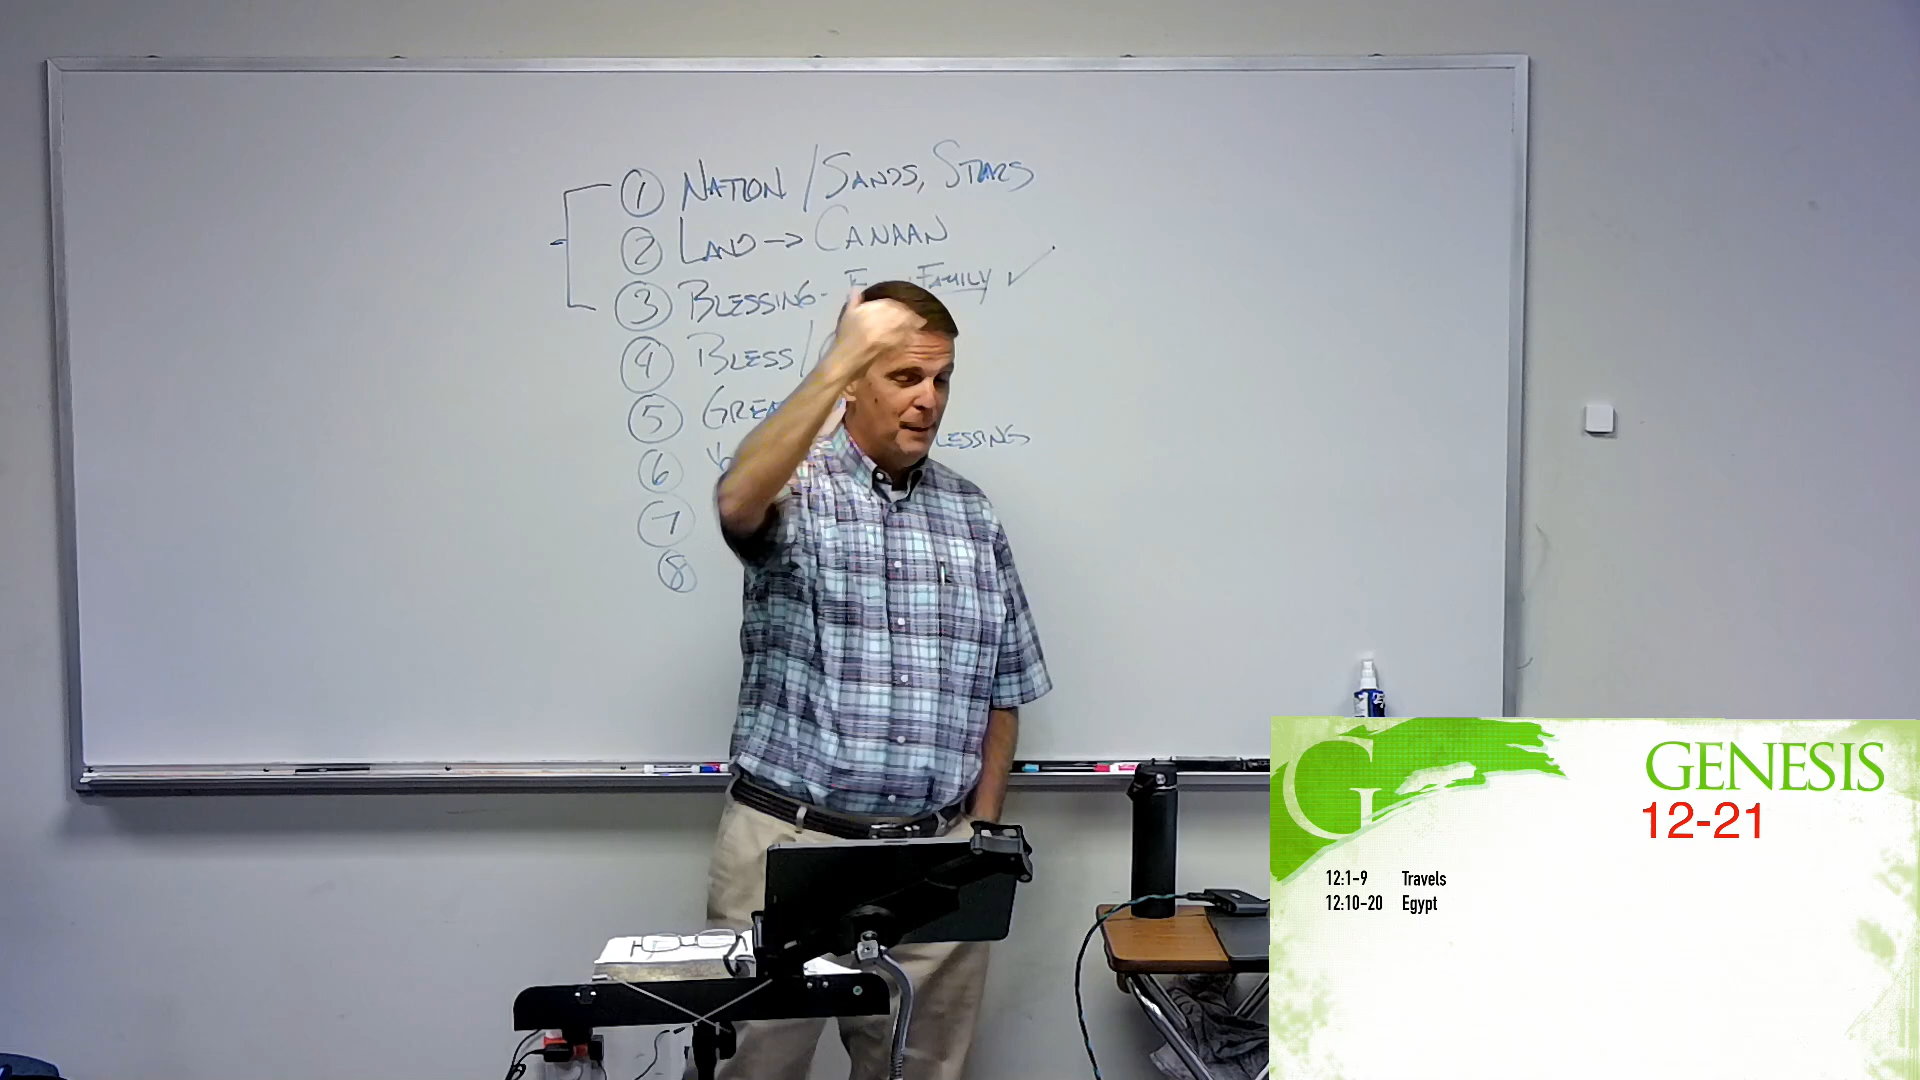 ① NATION / SANDS, STARS
② LAND → CANAAN
③ BLESSING - FAMILY ✓
④ BLESS /
⑤
⑥ LESSING
⑦
⑧
G GENESIS
12-21
12:1-9 Travels
12:10-20 Egypt